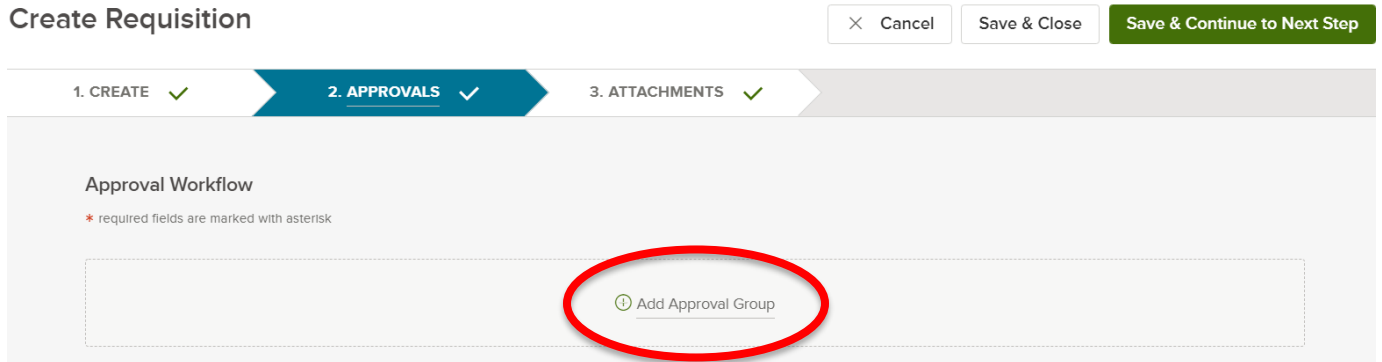 Create Requisition
Cancel
Save & Close
Save & Continue to Next Step
1. CREATE
2. APPROVALS
3. ATTACHMENTS
Approval Workflow
* required fields are marked with asterisk
Add Approval Group